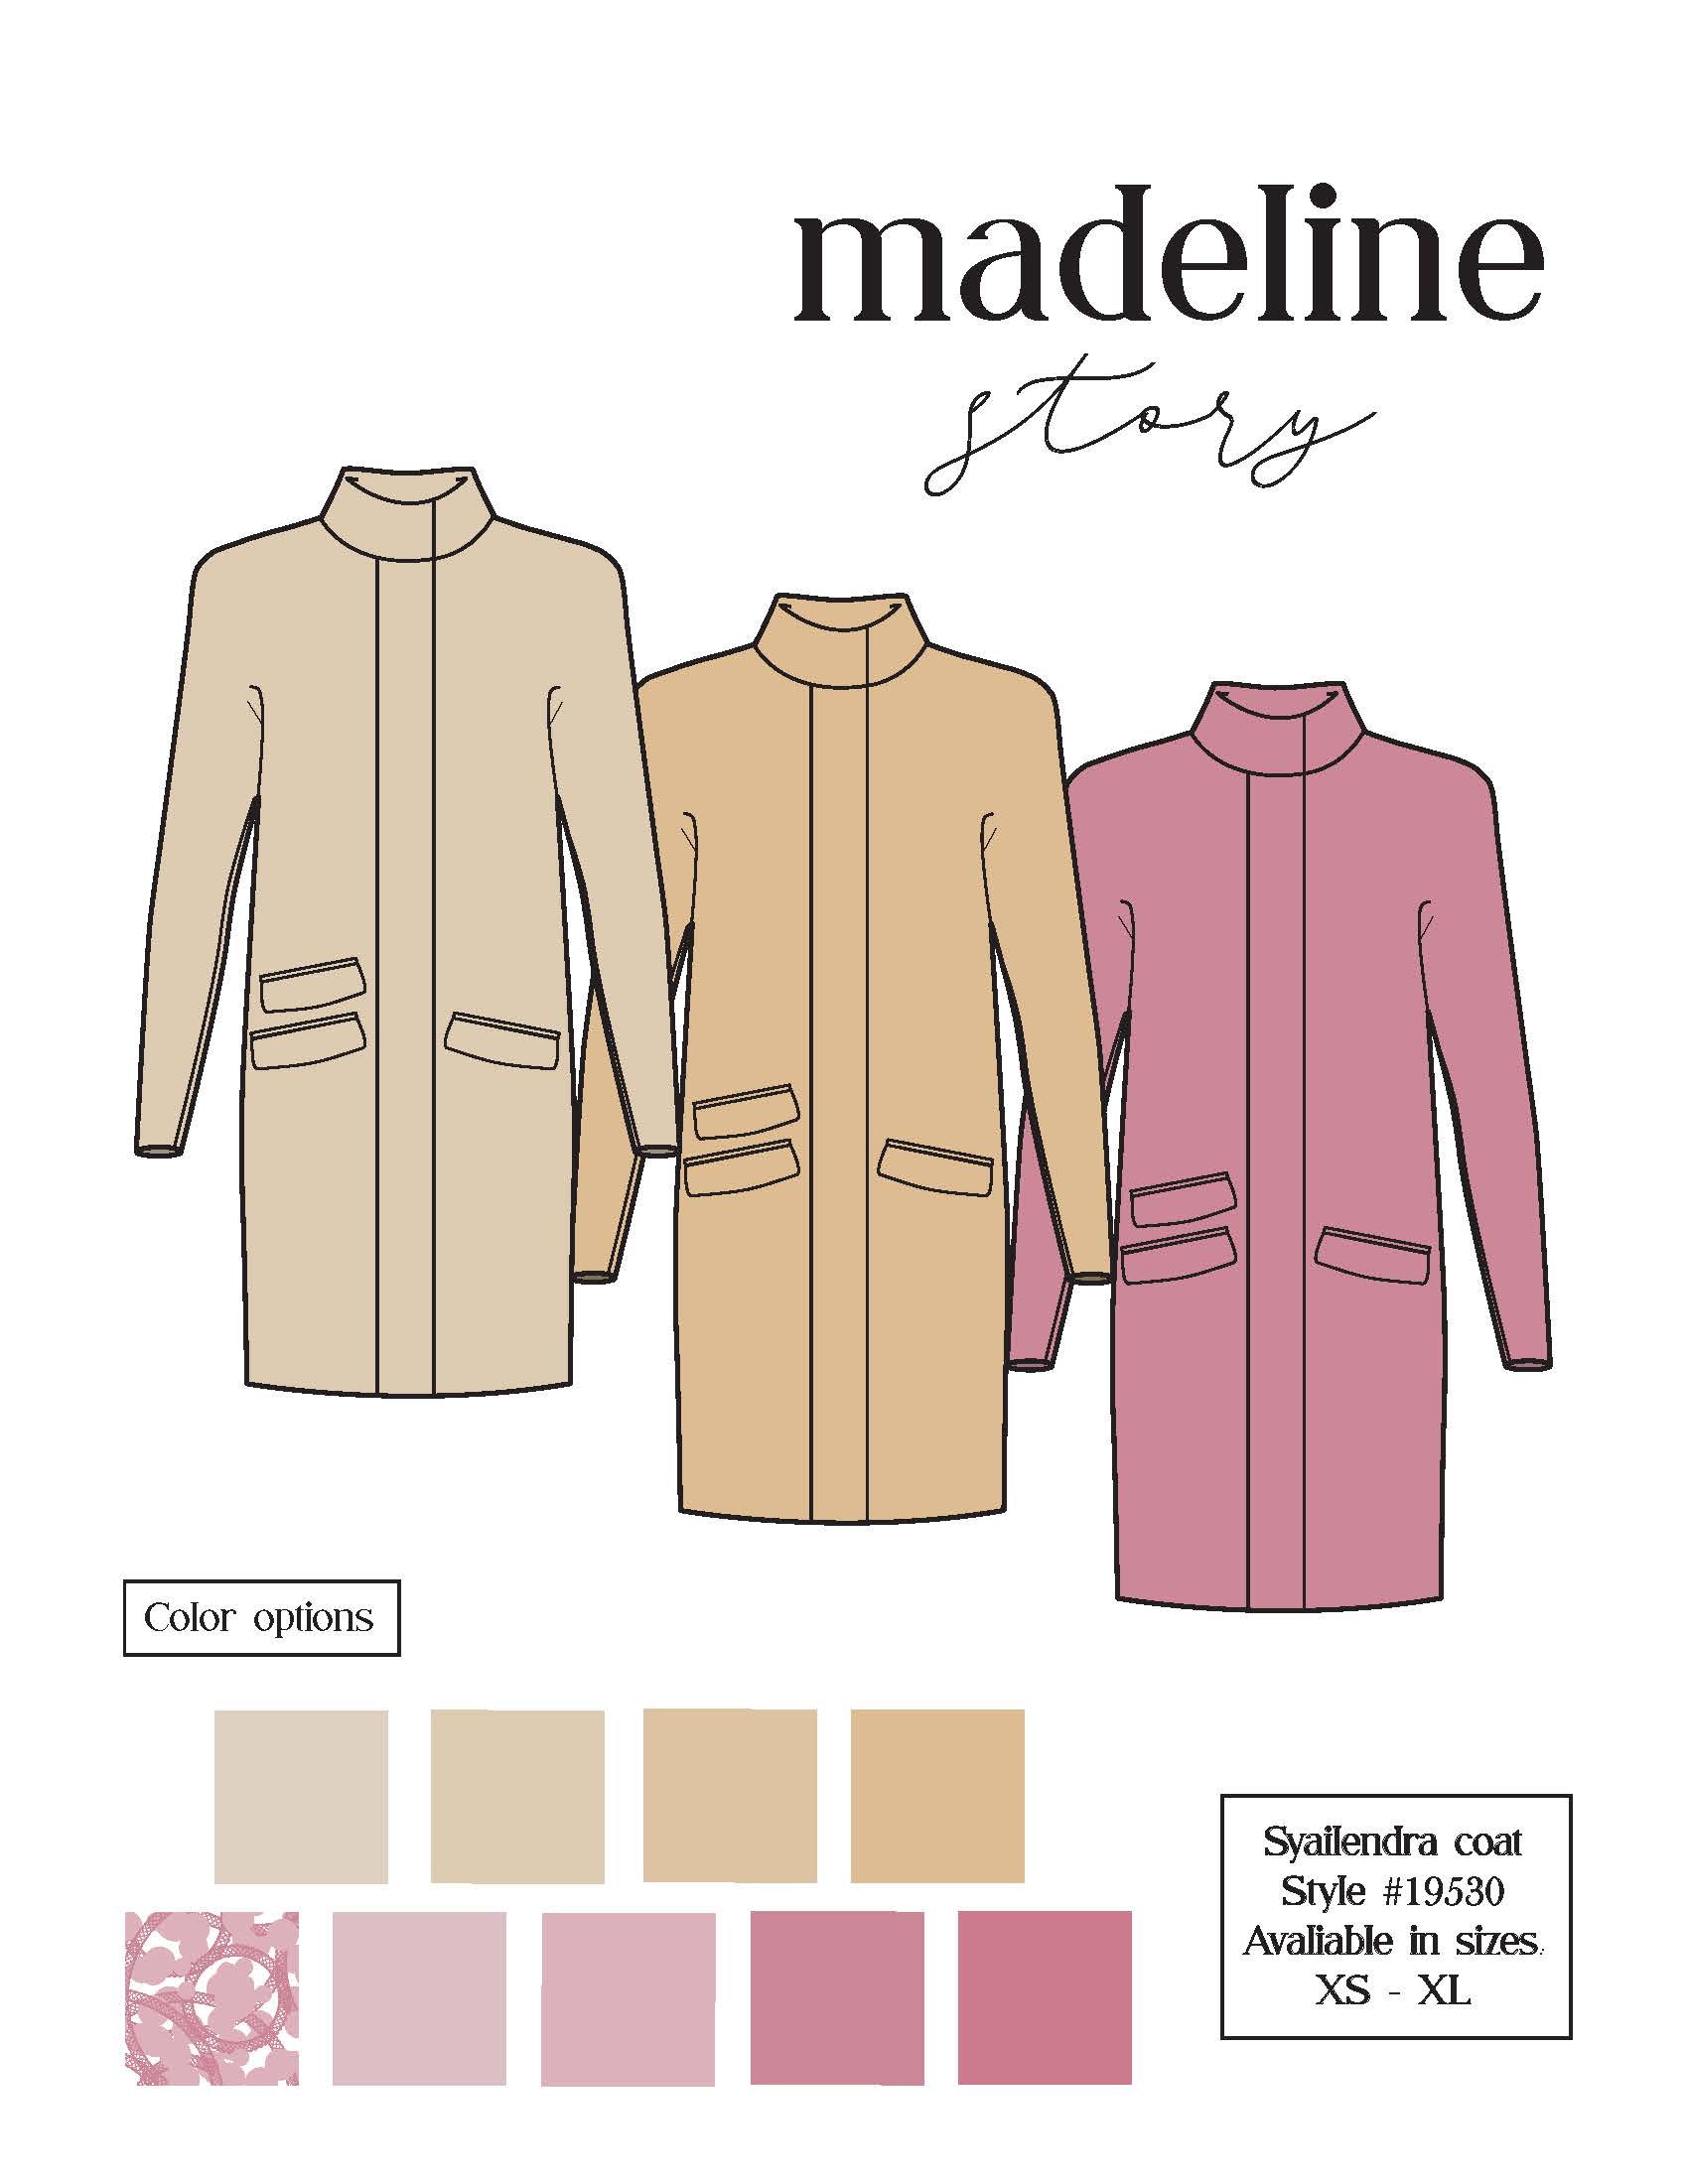 madeline
story
Color options
Syailendra coat
Style #19530
Avaliable in sizes:
XS - XL